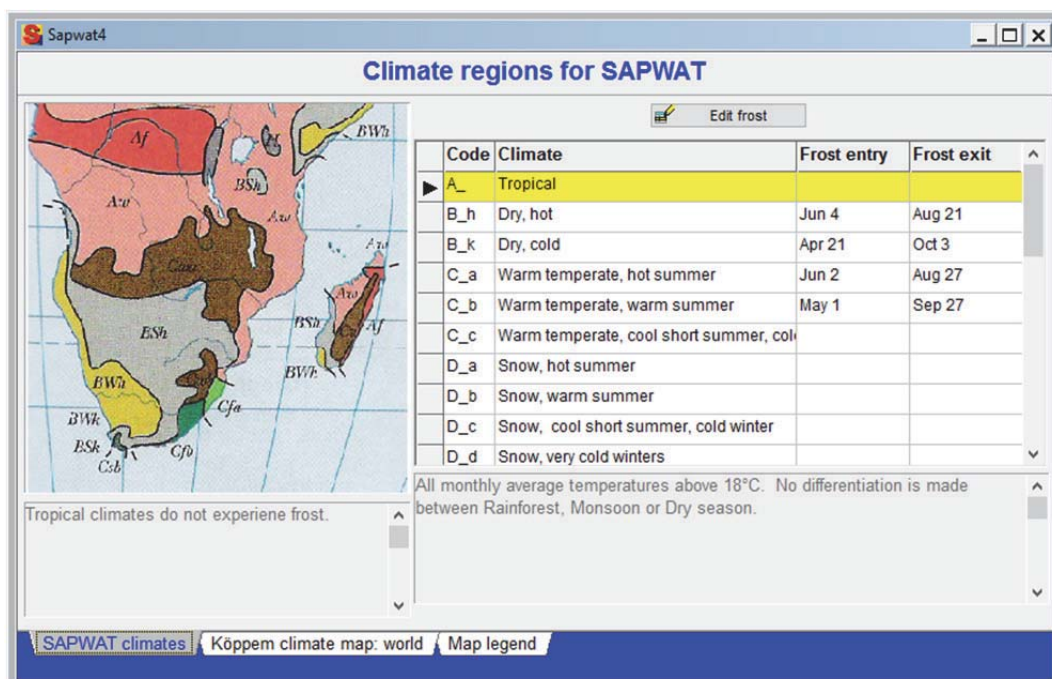 Sapwat4
Climate regions for SAPWAT
Edit frost
Code Climate Frost entry Frost exit
A_ Tropical
B_h Dry, hot Jun 4 Aug 21
B_k Dry, cold Apr 21 Oct 3
C_a Warm temperate, hot summer Jun 2 Aug 27
C_b Warm temperate, warm summer May 1 Sep 27
C_c Warm temperate, cool short summer, col
D_a Snow, hot summer
D_b Snow, warm summer
D_c Snow, cool short summer, cold winter
D_d Snow, very cold winters
Af
BWh
BSh
Aw
Aw
Aw
Aw
BSh
Af
BSh
BWh
BWh
BWk
Cfa
BSk
Cfb
Csb
All monthly average temperatures above 18°C. No differentiation is made
between Rainforest, Monsoon or Dry season.
Tropical climates do not experiene frost.
SAPWAT climates Köppem climate map: world Map legend